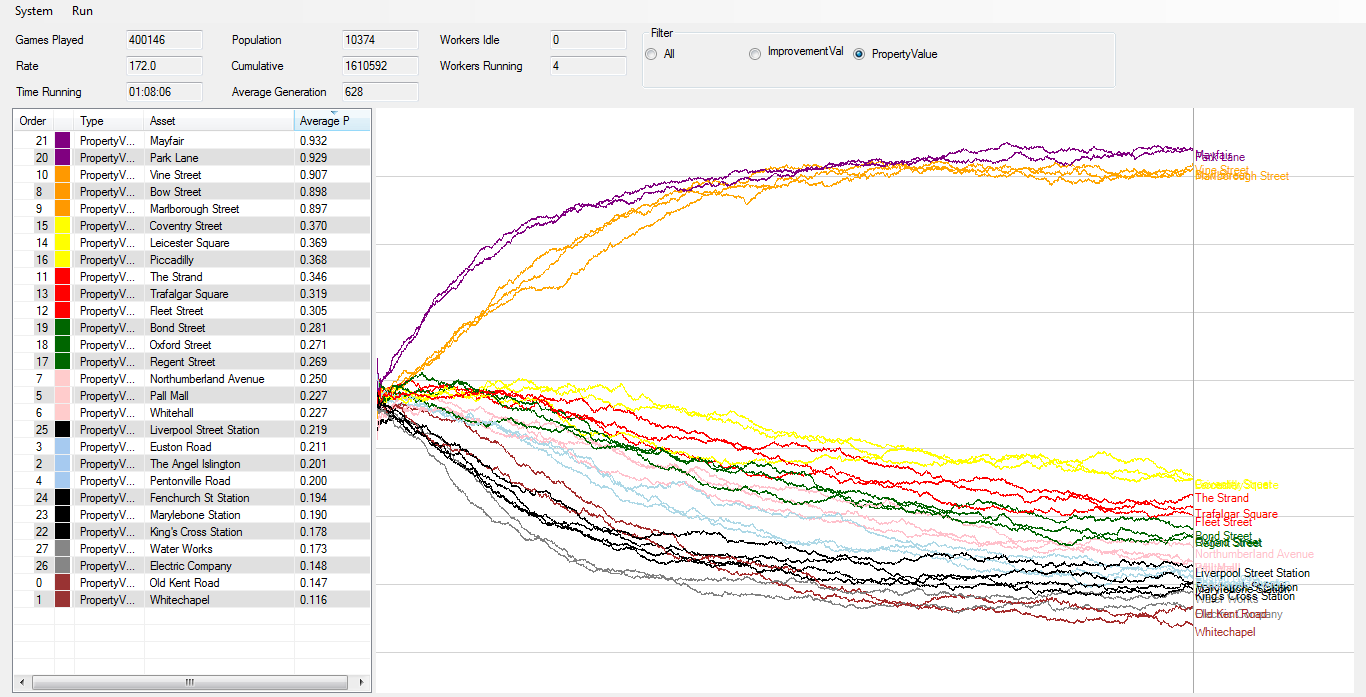 System Run
Games Played 400146 Population 10374 Workers Idle 0 Filter
All ImprovementVal PropertyValue
Rate 172.0 Cumulative 1610592 Workers Running 4
Time Running 01:08:06 Average Generation 628
Order Type Asset Average P
21 PropertyV... Mayfair 0.932
20 PropertyV... Park Lane 0.929
10 PropertyV... Vine Street 0.907
8 PropertyV... Bow Street 0.898
9 PropertyV... Marlborough Street 0.897
15 PropertyV... Coventry Street 0.370
14 PropertyV... Leicester Square 0.369
16 PropertyV... Piccadilly 0.368
11 PropertyV... The Strand 0.346
13 PropertyV... Trafalgar Square 0.319
12 PropertyV... Fleet Street 0.305
19 PropertyV... Bond Street 0.281
18 PropertyV... Oxford Street 0.271
17 PropertyV... Regent Street 0.269
7 PropertyV... Northumberland Avenue 0.250
5 PropertyV... Pall Mall 0.227
6 PropertyV... Whitehall 0.227
25 PropertyV... Liverpool Street Station 0.219
3 PropertyV... Euston Road 0.211
2 PropertyV... The Angel Islington 0.201
4 PropertyV... Pentonville Road 0.200
24 PropertyV... Fenchurch St Station 0.194
23 PropertyV... Marylebone Station 0.190
22 PropertyV... King's Cross Station 0.178
27 PropertyV... Water Works 0.173
26 PropertyV... Electric Company 0.148
0 PropertyV... Old Kent Road 0.147
1 PropertyV... Whitechapel 0.116
Mayfair
Park Lane
Vine Street
Marlborough Street
The Strand
Trafalgar Square
Fleet Street
Bond Street
Northumberland Avenue
Liverpool Street Station
Marylebone Station
King's Cross Station
Old Kent Road
Whitechapel